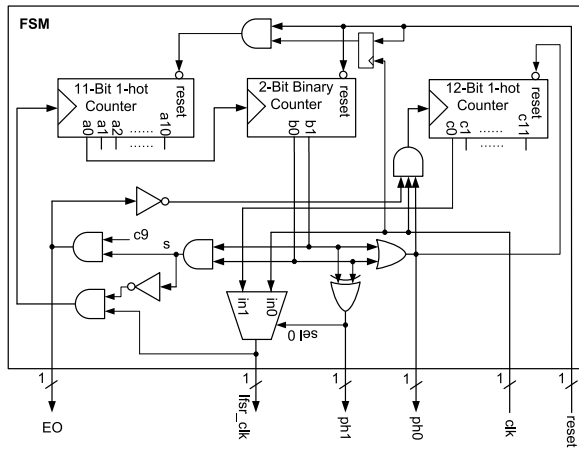 FSM
11-Bit 1-hot
Counter
reset
a0
a1
a2
......
a10
......
2-Bit Binary
Counter
reset
b0
b1
12-Bit 1-hot
Counter
reset
c0
c1
......
c11
......
c9
s
in1
in0
sel 0
1
1
1
1
1
1
EO
lfsr_clk
ph1
ph0
clk
reset